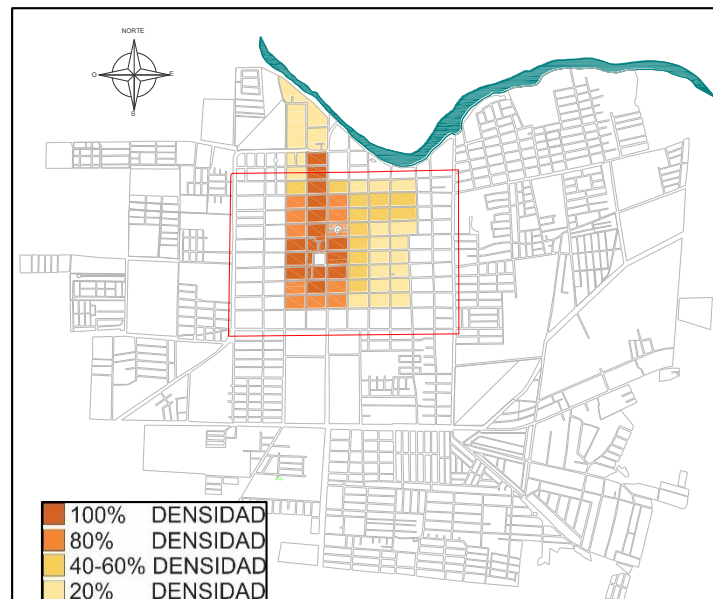 NORTE
O E
S
100% DENSIDAD
80% DENSIDAD
40-60% DENSIDAD
20% DENSIDAD